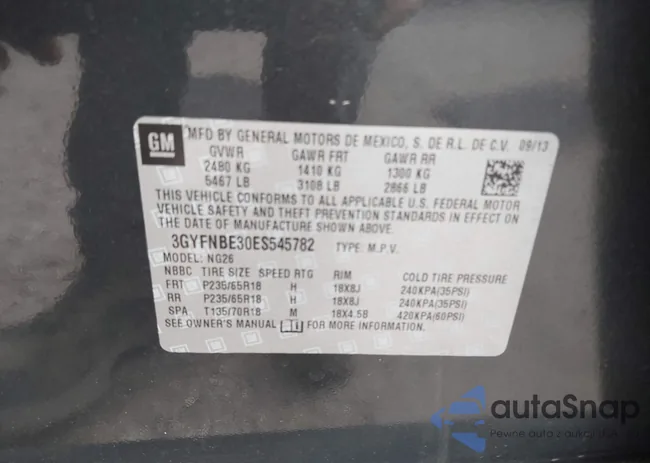 GM MFD BY GENERAL MOTORS DE MEXICO, S. DE R.L. DE C.V. 09/13
GVWR GAWR FRT GAWR RR
2480 KG 1410 KG 1300 KG
5467 LB 3108 LB 2866 LB
THIS VEHICLE CONFORMS TO ALL APPLICABLE U.S. FEDERAL MOTOR
VEHICLE SAFETY AND THEFT PREVENTION STANDARDS IN EFFECT ON
THE DATE OF MANUFACTURE SHOWN ABOVE.
3GYFNBE30ES545782 TYPE: M.P.V.
MODEL: NG26
NBBC TIRE SIZE SPEED RTG RIM COLD TIRE PRESSURE
FRT P235/65R18 H 18X8J 240KPA(35PSI)
RR P235/65R18 H 18X8J 240KPA(35PSI)
SPA T135/70R18 M 18X4.5B 420KPA(60PSI)
SEE OWNER'S MANUAL FOR MORE INFORMATION.
autaSnap
Pewne auta z aukcji